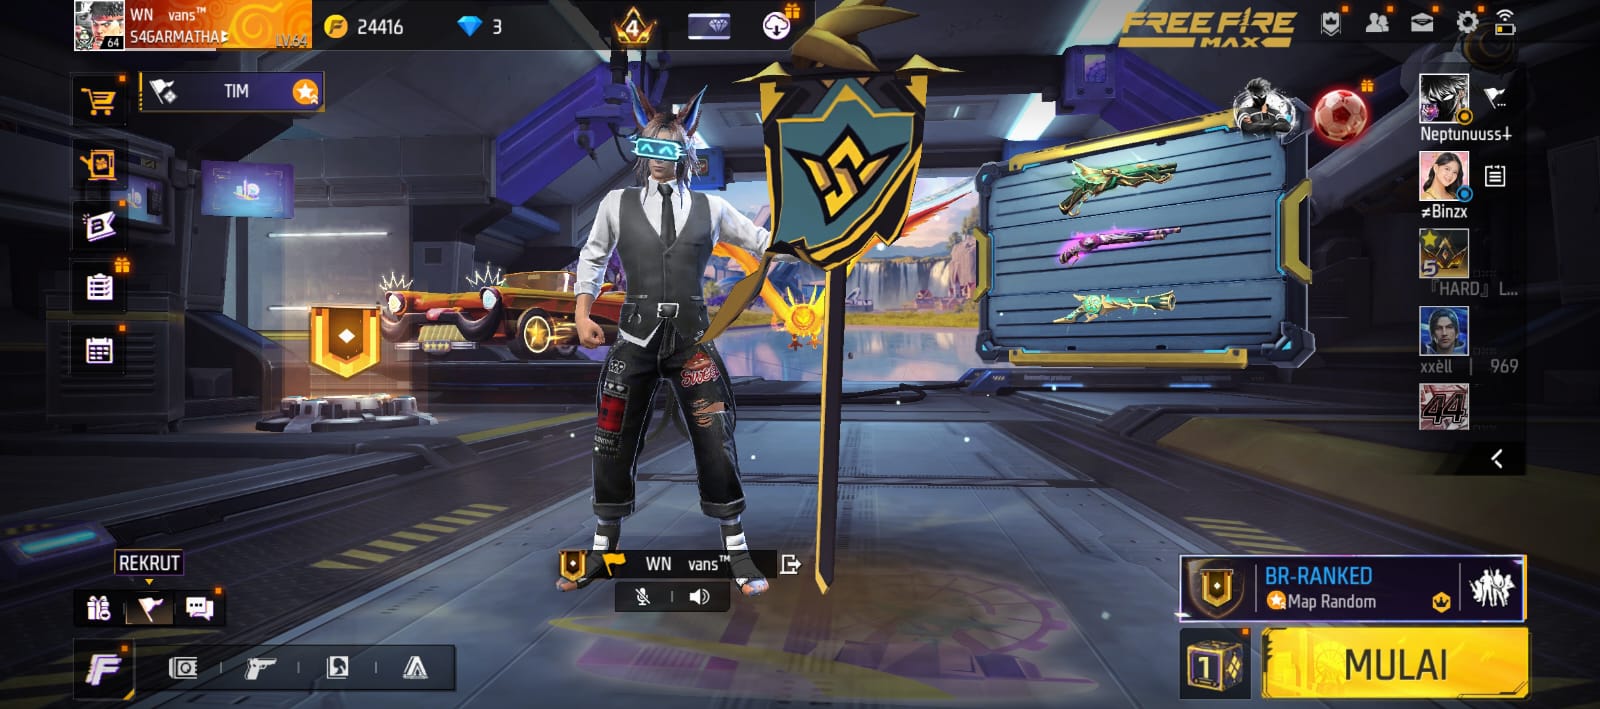 WN vans™
S4GARMATHA
64
LV.64
24416
3
4
FREE FIRE
MAX
TIM
Neptunuuss
≠Binzx
5
『HARD』 L...
xxèll | 969
44
REKRUT
WN vans™
BR-RANKED
Map Random
1
MULAI